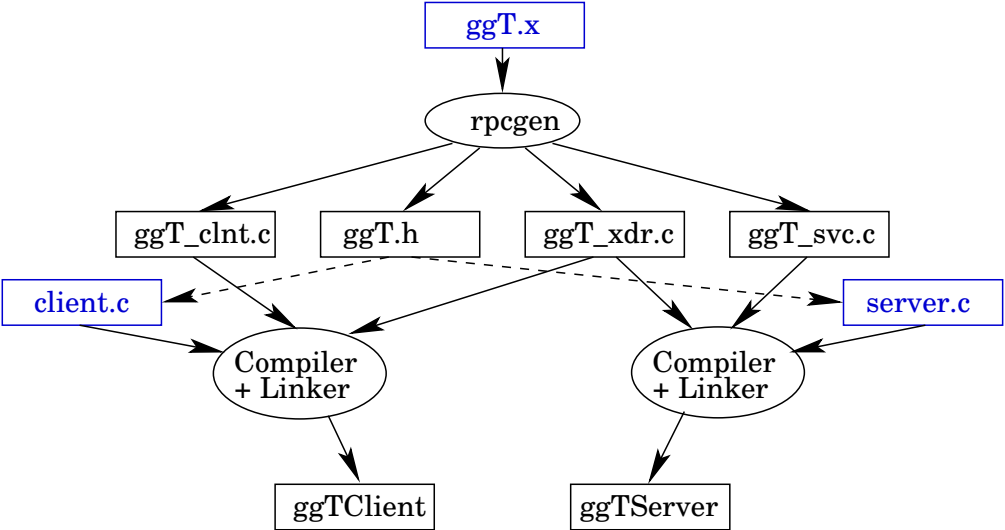 ggT.x
rpcgen
ggT_clnt.c
ggT.h
ggT_xdr.c
ggT_svc.c
client.c
server.c
Compiler
+ Linker
Compiler
+ Linker
ggTClient
ggTServer